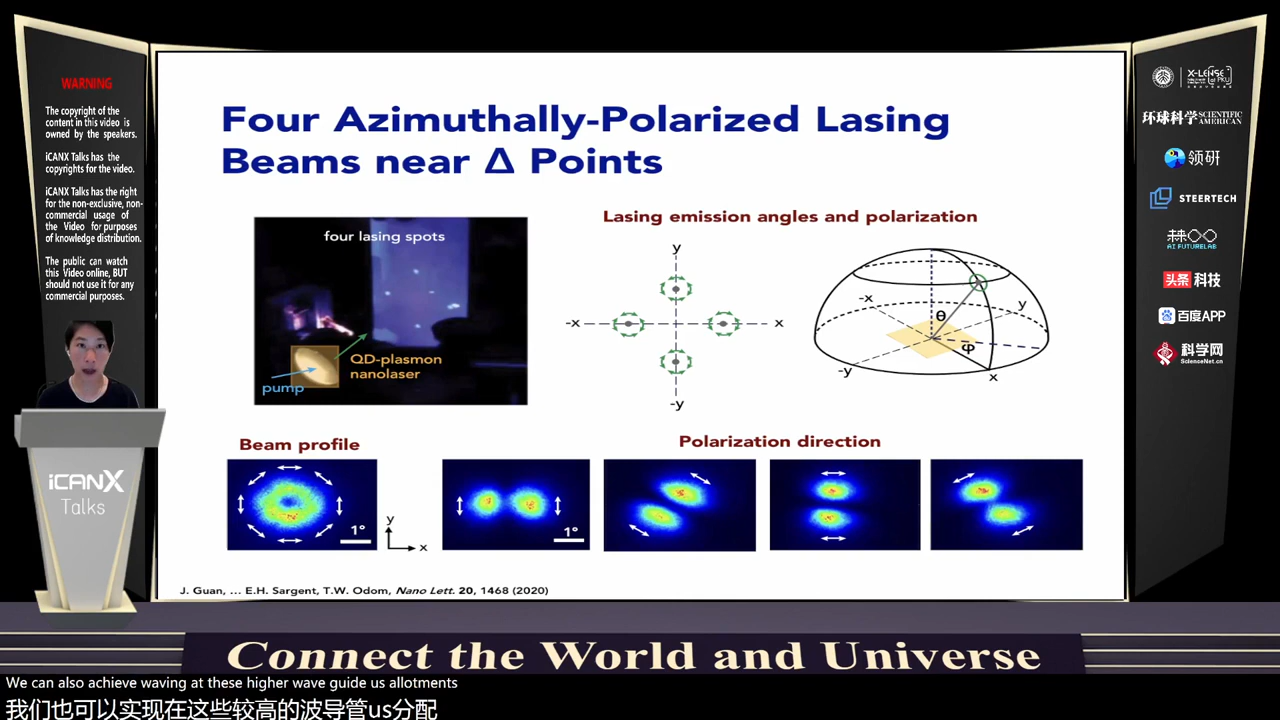 WARNING
The copyright of the
content in this video is
owned by the speakers.
iCANX Talks has the
copyrights for the video.
iCANX Talks has the right
for the non-exclusive, non-
commercial usage of
the Video for purposes
of knowledge distribution.
The public can watch
this Video online, BUT
should not use it for any
commercial purposes.
iCANX
Talks
Four Azimuthally-Polarized Lasing
Beams near Δ Points
four lasing spots
QD-plasmon
nanolaser
pump
Lasing emission angles and polarization
y
-x
x
-y
-x
y
θ
φ
-y
x
Beam profile
1°
y
x
Polarization direction
1°
J. Guan, ... E.H. Sargent, T.W. Odom, Nano Lett. 20, 1468 (2020)
X-LENSE
at PKU
环球科学 SCIENTIFIC AMERICAN
领研
STEERTECH
AI FUTURELAB
头条 科技
百度APP
科学网
ScienceNet.cn
Connect the World and Universe
We can also achieve waving at these higher wave guide us allotments
我们也可以实现在这些较高的波导管us分配